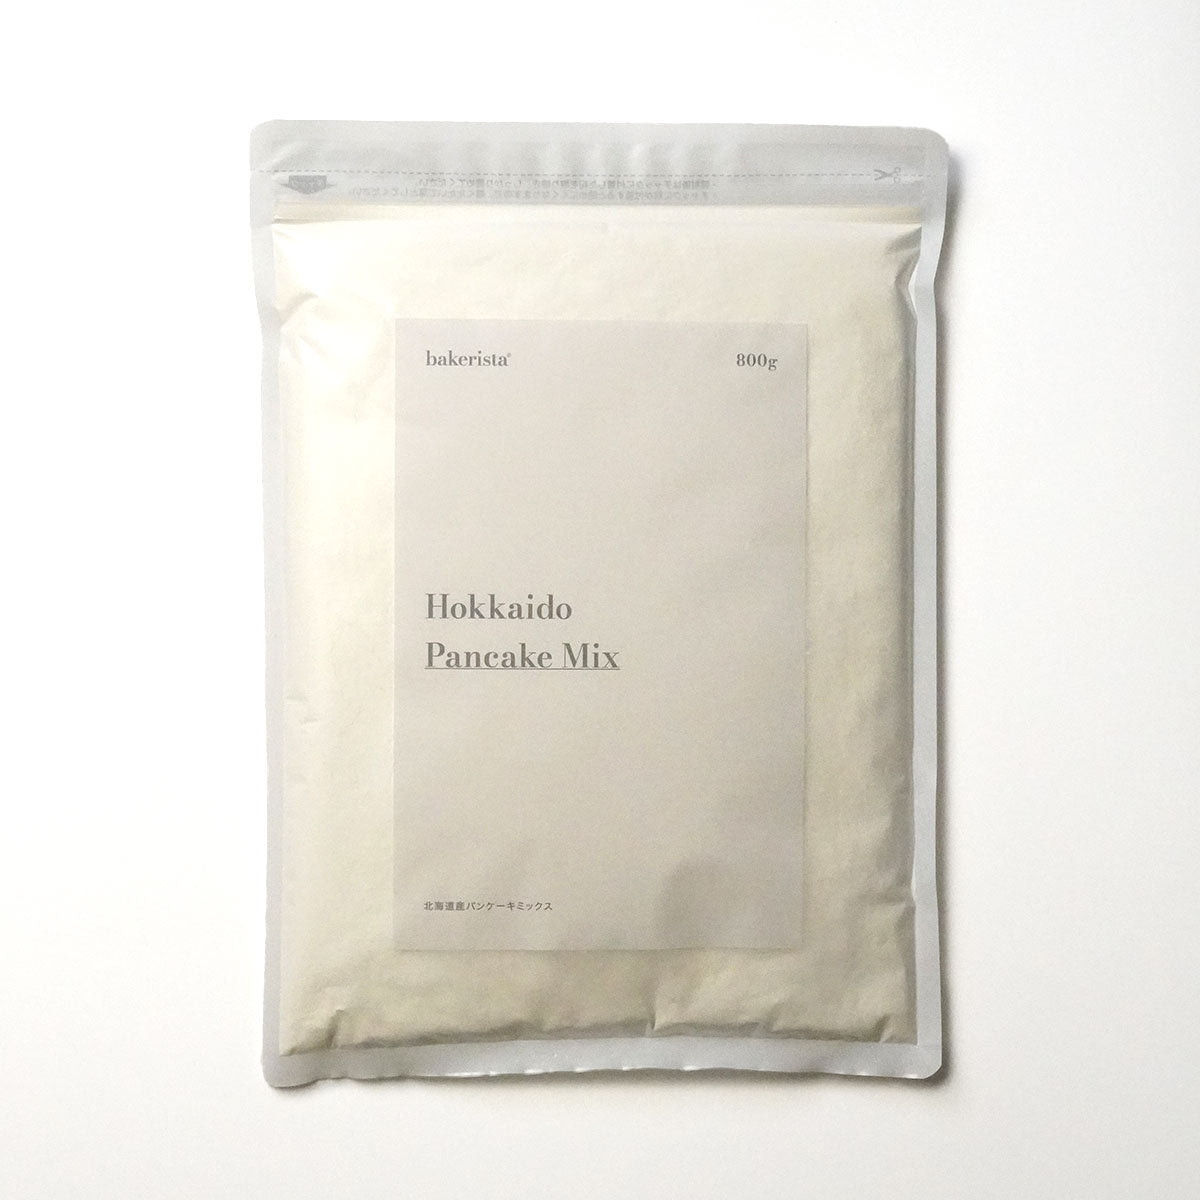 bakerista®
800g
Hokkaido
Pancake Mix
北海道産パンケーキミックス